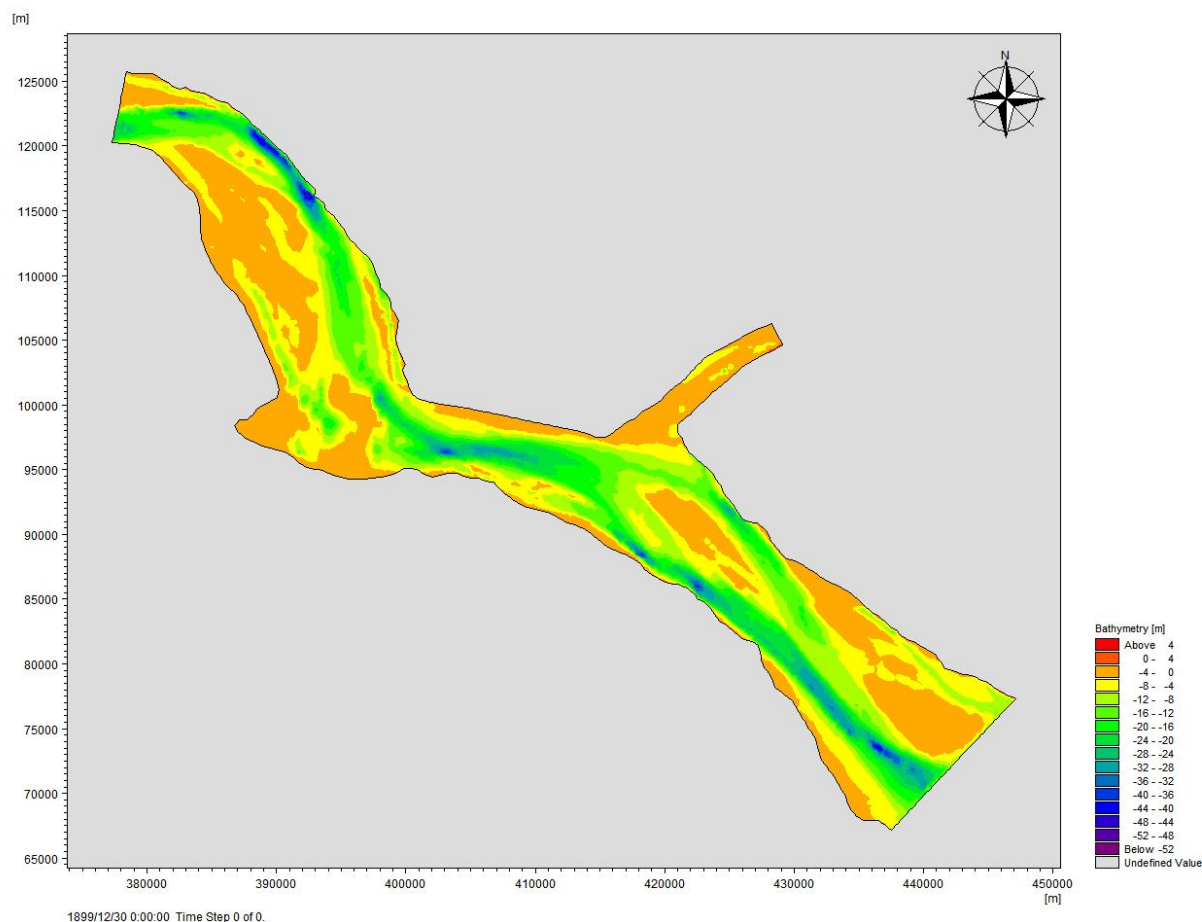 [m]
N
125000
120000
115000
110000
105000
100000
95000
90000
85000
80000
75000
70000
65000
380000 390000 400000 410000 420000 430000 440000 450000
[m]
Bathymetry [m]
Above 4
0 - 4
-4 - 0
-8 - -4
-12 - -8
-16 - -12
-20 - -16
-24 - -20
-28 - -24
-32 - -28
-36 - -32
-40 - -36
-44 - -40
-48 - -44
-52 - -48
Below -52
Undefined Value
1899/12/30 0:00:00 Time Step 0 of 0.